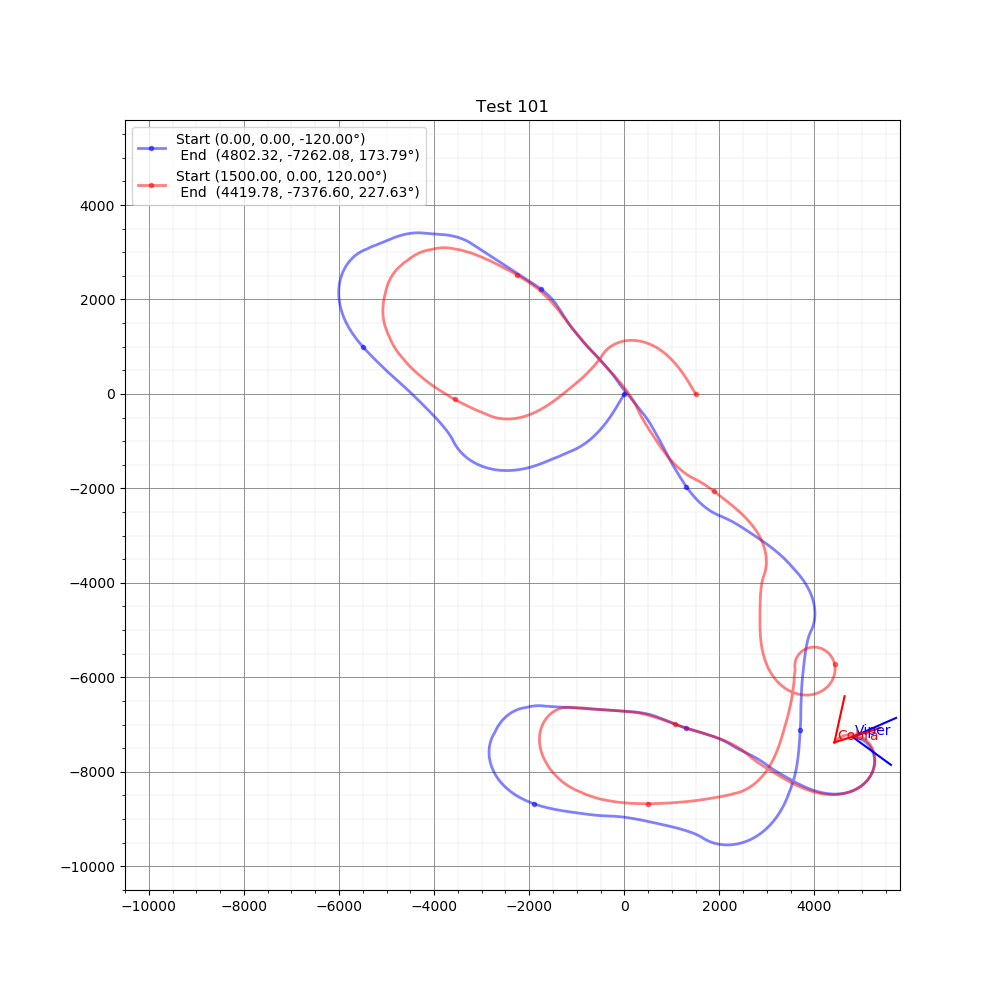 Test 101
Start (0.00, 0.00, -120.00°)
End (4802.32, -7262.08, 173.79°)
Start (1500.00, 0.00, 120.00°)
End (4419.78, -7376.60, 227.63°)
4000
2000
0
−2000
−4000
−6000
−8000
−10000
Viper
Cobra
−10000 −8000 −6000 −4000 −2000 0 2000 4000